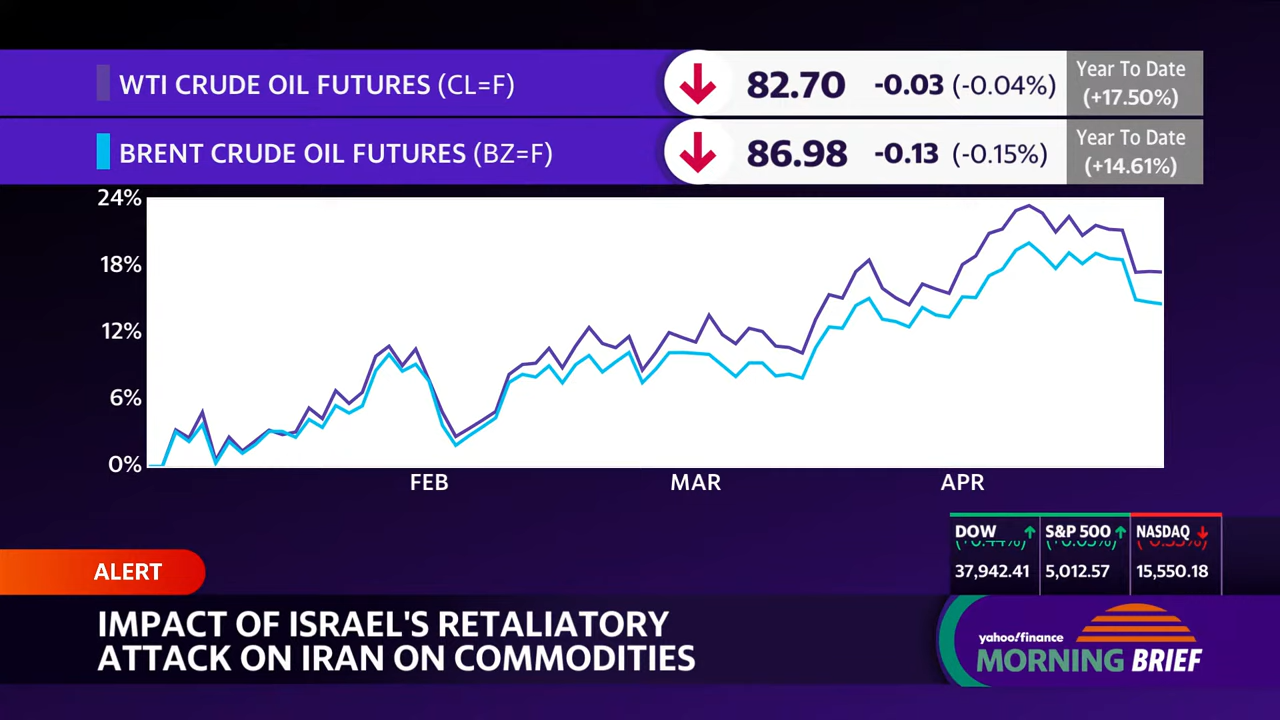 WTI CRUDE OIL FUTURES (CL=F) 82.70 -0.03 (-0.04%) Year To Date
(+17.50%)
BRENT CRUDE OIL FUTURES (BZ=F) 86.98 -0.13 (-0.15%) Year To Date
(+14.61%)
24%
18%
12%
6%
0%
FEB MAR APR
DOW S&P 500 NASDAQ
37,942.41 5,012.57 15,550.18
ALERT
IMPACT OF ISRAEL'S RETALIATORY
ATTACK ON IRAN ON COMMODITIES
yahoo!finance
MORNING BRIEF